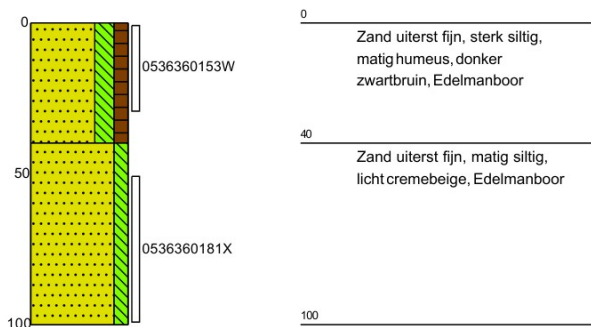 0
0536360153W
50
0536360181X
100
0
Zand uiterst fijn, sterk siltig,
matig humeus, donker
zwartbruin, Edelmanboor
40
Zand uiterst fijn, matig siltig,
licht cremebeige, Edelmanboor
100